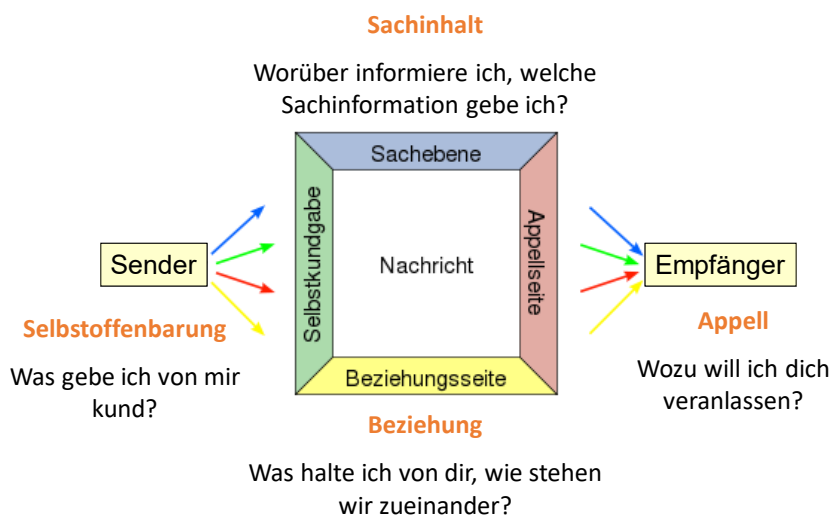 Sachinhalt
Worüber informiere ich, welche
Sachinformation gebe ich?
Sachebene
Selbstkundgabe
Nachricht
Appellseite
Beziehungsseite
Sender
Empfänger
Selbstoffenbarung
Was gebe ich von mir
kund?
Appell
Wozu will ich dich
veranlassen?
Beziehung
Was halte ich von dir, wie stehen
wir zueinander?